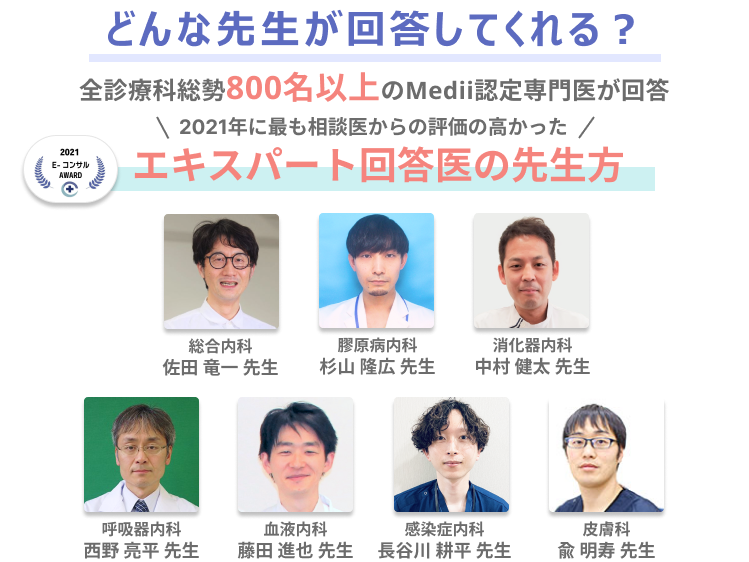 どんな先生が回答してくれる？
全診療科総勢800名以上のMedii認定専門医が回答
\ 2021年に最も相談医からの評価の高かった /
2021
E- コンサル
AWARD
エキスパート回答医の先生方
総合内科
佐田 竜一 先生
膠原病内科
杉山 隆広 先生
消化器内科
中村 健太 先生
呼吸器内科
西野 亮平 先生
血液内科
藤田 進也 先生
感染症内科
長谷川 耕平 先生
皮膚科
兪 明寿 先生